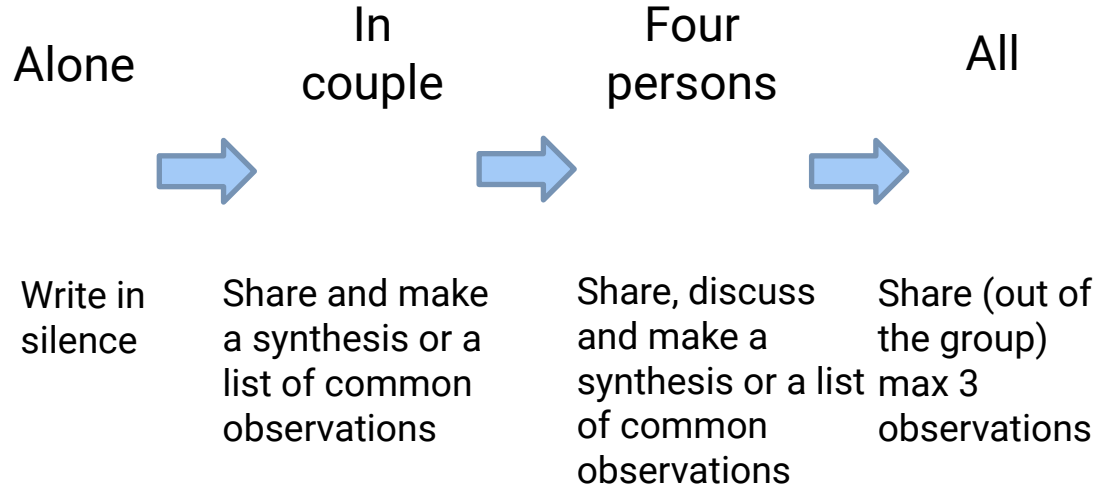 Alone
In
couple
Four
persons
All
Write in
silence
Share and make
a synthesis or a
list of common
observations
Share, discuss
and make a
synthesis or a list
of common
observations
Share (out of
the group)
max 3
observations